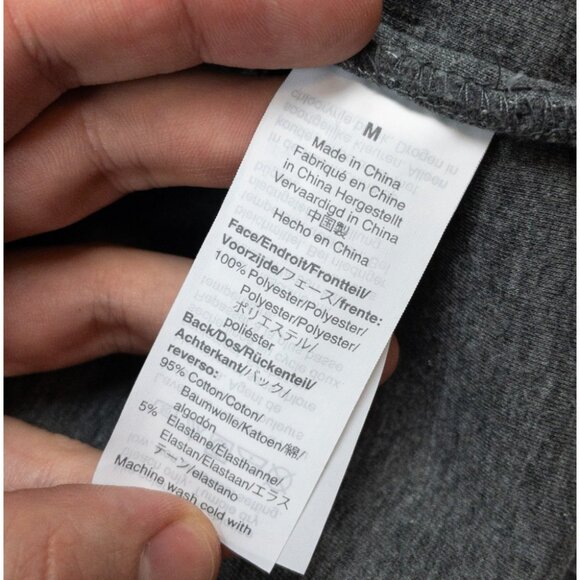 M
Made in China
Fabriqué en Chine
in China Hergestellt
Vervaardigd in China
中国製
Hecho en China
Face/Endroit/Frontteil/
Voorzijde/フェース/frente:
100% Polyester/Polyester/
Polyester/Polyester/
ポリエステル/
poliéster
Back/Dos/Rückenteil/
Achterkant/バック/
reverso:
95% Cotton/Coton/
Baumwolle/Katoen/綿/
algodón
5% Élastane/Elasthanne/
Elastan/Elastaan/エラス
テーン/elastano
Machine wash cold with